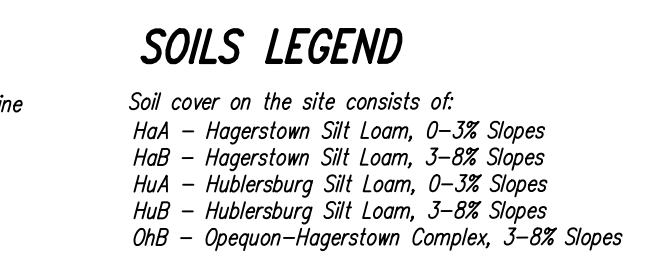 SOILS LEGEND
ine
Soil cover on the site consists of:
HaA – Hagerstown Silt Loam, 0–3% Slopes
HaB – Hagerstown Silt Loam, 3–8% Slopes
HuA – Hublersburg Silt Loam, 0–3% Slopes
HuB – Hublersburg Silt Loam, 3–8% Slopes
OhB – Opequon–Hagerstown Complex, 3–8% Slopes